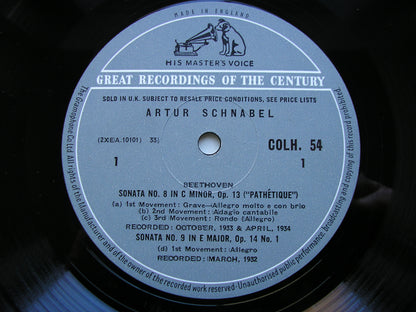 MADE IN ENGLAND
HIS MASTER'S VOICE
GREAT RECORDINGS OF THE CENTURY
SOLD IN U.K. SUBJECT TO RESALE PRICE CONDITIONS, SEE PRICE LISTS
ARTUR SCHNABEL
(2XEA.10101) 33⅓
COLH. 54
1
1
BEETHOVEN
SONATA NO. 8 IN C MINOR, Op. 13 ("PATHÉTIQUE")
(a) 1st Movement: Grave—Allegro molto e con brio
(b) 2nd Movement: Adagio cantabile
(c) 3rd Movement: Rondo (Allegro)
RECORDED: OCTOBER, 1933 & APRIL, 1934
SONATA NO. 9 IN E MAJOR, Op. 14 No. 1
(d) 1st Movement: Allegro
RECORDED: MARCH, 1932
The Gramophone Co Ltd. All rights of the manufacturer and of the owner of the recorded work reserved · Unauthorised public performance, broadcasting and copying of this record prohibited